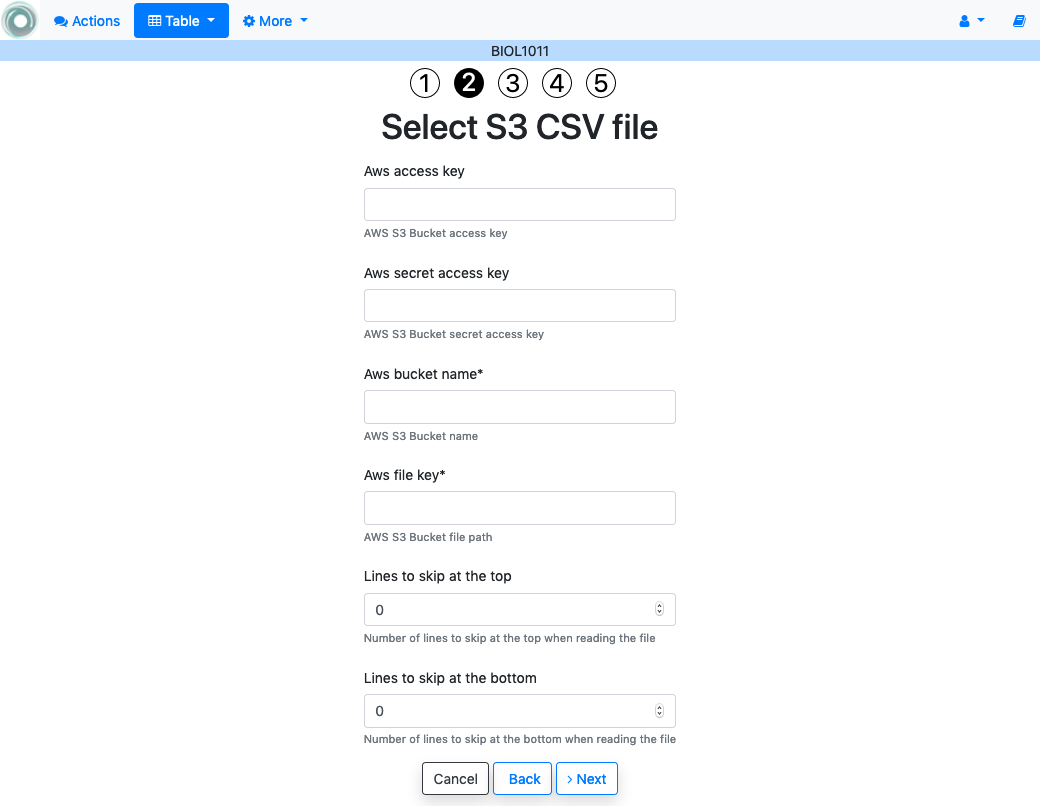 Actions Table More
BIOL1011
1 2 3 4 5
Select S3 CSV file
Aws access key
AWS S3 Bucket access key
Aws secret access key
AWS S3 Bucket secret access key
Aws bucket name*
AWS S3 Bucket name
Aws file key*
AWS S3 Bucket file path
Lines to skip at the top
0
Number of lines to skip at the top when reading the file
Lines to skip at the bottom
0
Number of lines to skip at the bottom when reading the file
Cancel Back Next